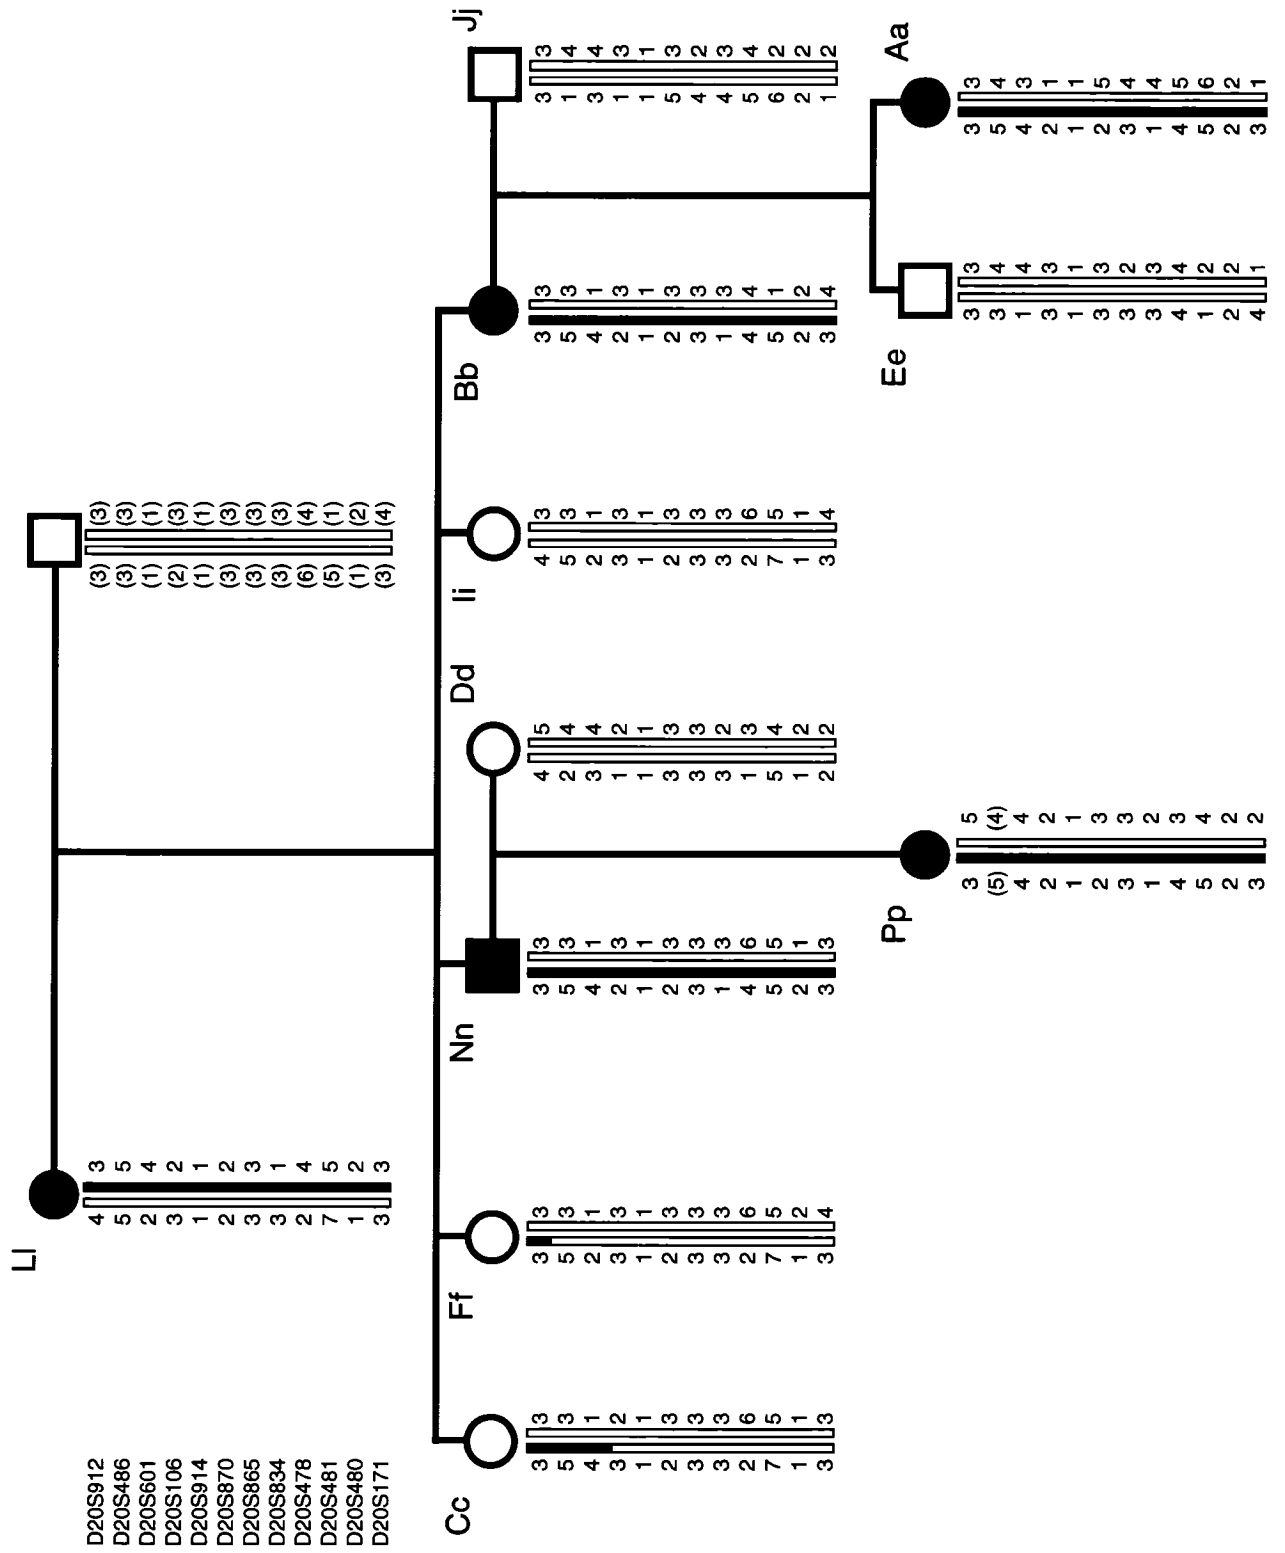 Ll
D20S912 4 3 (3) (3)
D20S486 5 5 (3) (3)
D20S601 2 4 (1) (1)
D20S106 3 2 (2) (3)
D20S914 1 1 (1) (1)
D20S870 2 2 (3) (3)
D20S865 3 3 (3) (3)
D20S834 3 1 (3) (3)
D20S478 2 4 (6) (4)
D20S481 7 5 (5) (1)
D20S480 1 2 (1) (2)
D20S171 3 3 (3) (4)
Cc Ff Nn Dd Ii Bb Jj
3 3 3 3 3 3 4 5 4 3 3 3 3 3
5 3 5 3 5 3 2 4 5 3 5 3 1 4
4 1 2 1 4 1 3 4 2 1 4 1 3 4
3 2 3 3 2 3 1 2 3 3 2 3 1 3
1 1 1 1 1 1 1 1 1 1 1 1 1 1
2 3 2 3 2 3 3 3 2 3 2 3 5 3
3 3 3 3 3 3 3 3 3 3 3 3 4 2
3 3 3 3 1 3 3 2 3 3 1 3 4 3
2 6 2 6 4 6 1 3 2 6 4 4 5 4
7 5 7 5 5 5 5 4 7 5 5 1 6 2
1 1 1 2 2 1 1 2 1 1 2 2 2 2
3 3 3 4 3 3 2 2 3 4 3 4 1 2
Pp Ee Aa
3 5 3 3 3 3
(5) (4) 3 4 5 4
4 4 1 4 4 3
2 2 3 3 2 1
1 1 1 1 1 1
2 3 3 3 2 5
3 3 3 2 3 4
1 2 3 3 1 4
4 3 4 4 4 5
5 4 1 2 5 6
2 2 2 2 2 2
3 2 4 1 3 1